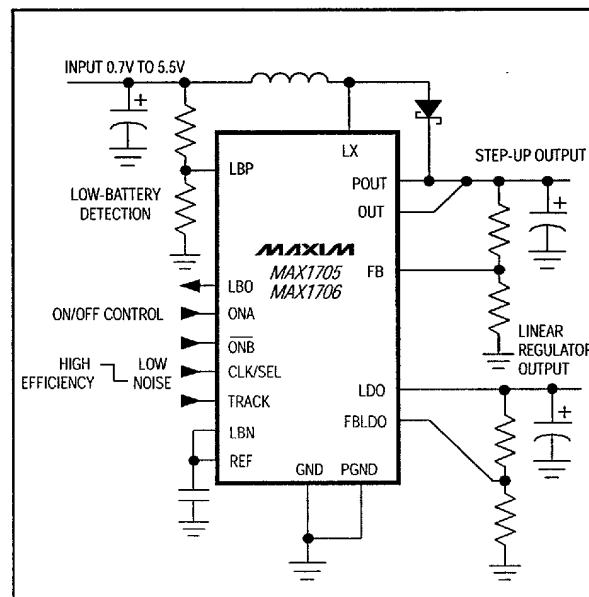 INPUT 0.7V TO 5.5V
LX
LBP
STEP-UP OUTPUT
POUT
OUT
LOW-BATTERY
DETECTION
MAXIM
MAX1705
MAX1706
FB
LBO
ON/OFF CONTROL
ONA
ONB
LINEAR
REGULATOR
OUTPUT
HIGH
EFFICIENCY
LOW
NOISE
CLK/SEL
LDO
TRACK
FBLDO
LBN
REF
GND
PGND
+
+
+